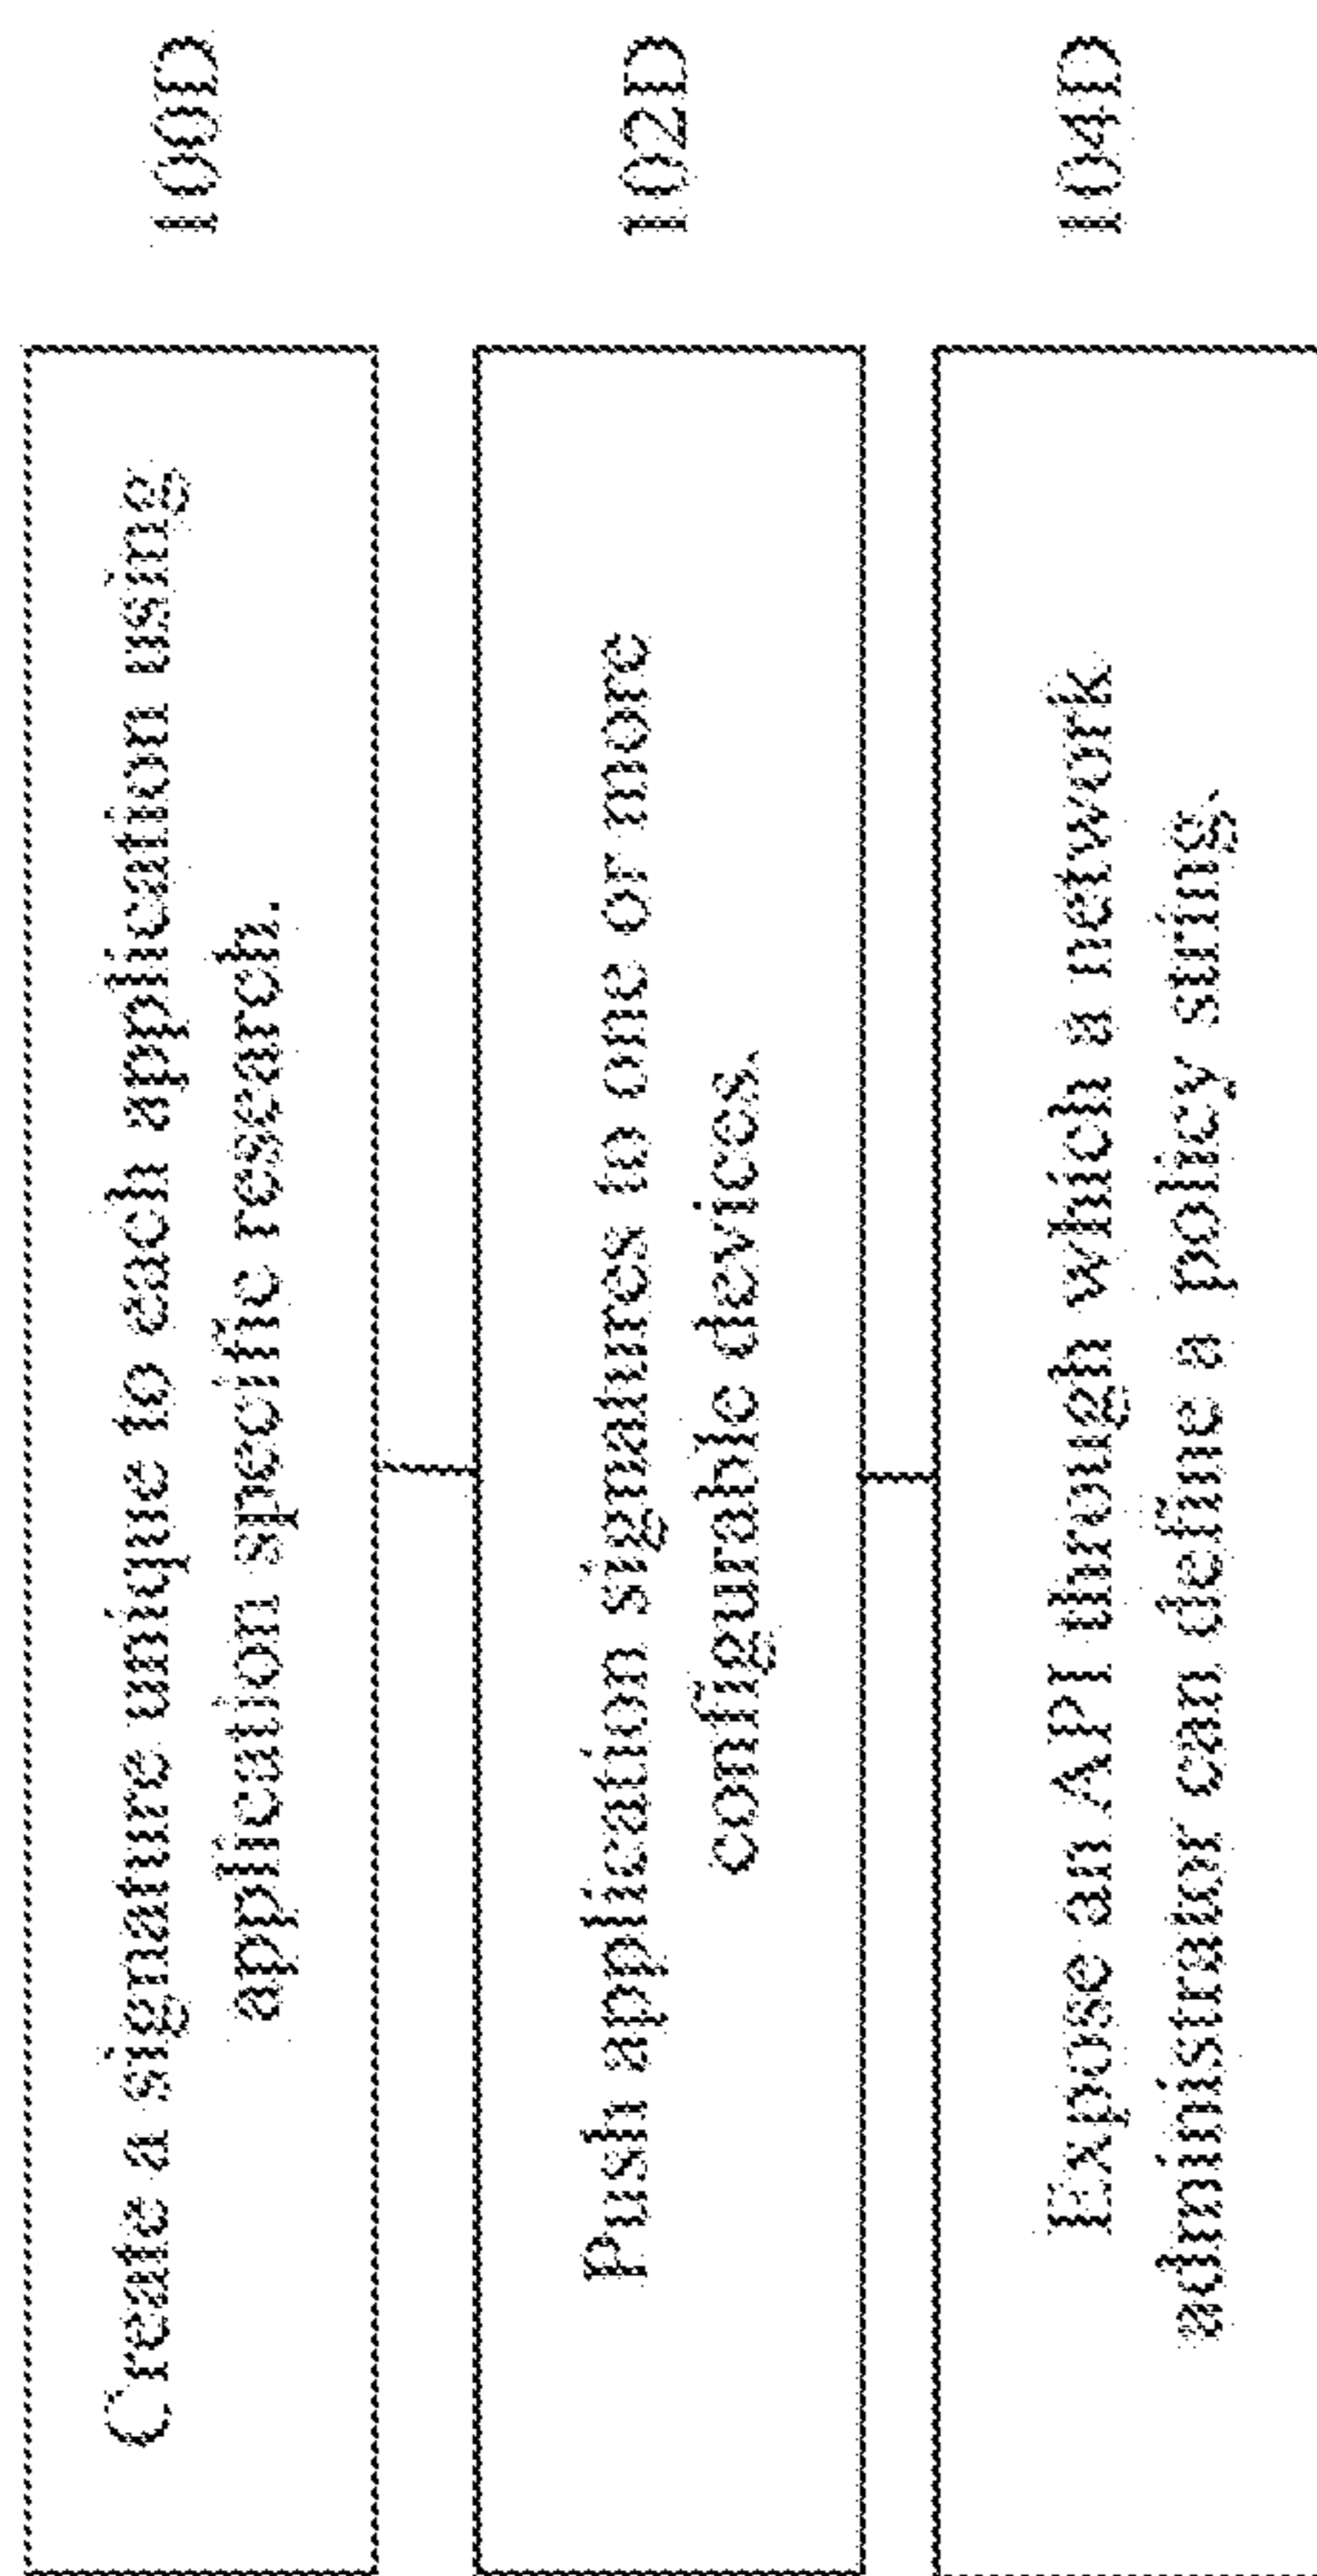 Create a signature unique to each application using
application specific research.
100D
Push application signatures to one or more
configurable devices.
102D
Expose an API through which a network
administrator can define a policy string.
104D